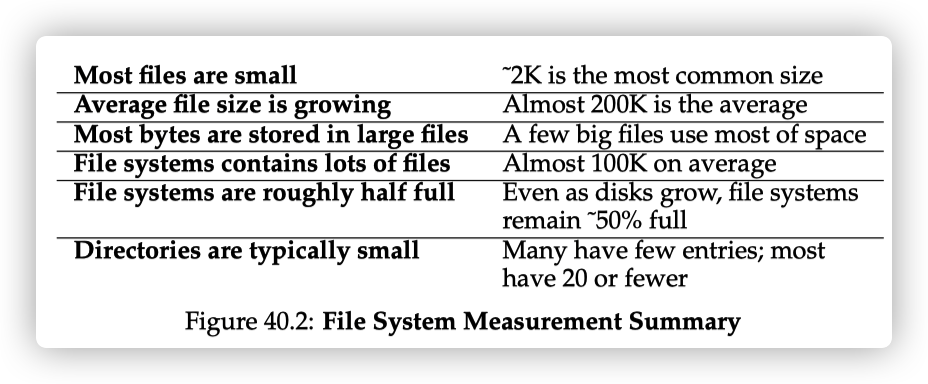 Most files are small ˜2K is the most common size
Average file size is growing Almost 200K is the average
Most bytes are stored in large files A few big files use most of space
File systems contains lots of files Almost 100K on average
File systems are roughly half full Even as disks grow, file systems
remain ˜50% full
Directories are typically small Many have few entries; most
have 20 or fewer
Figure 40.2: File System Measurement Summary